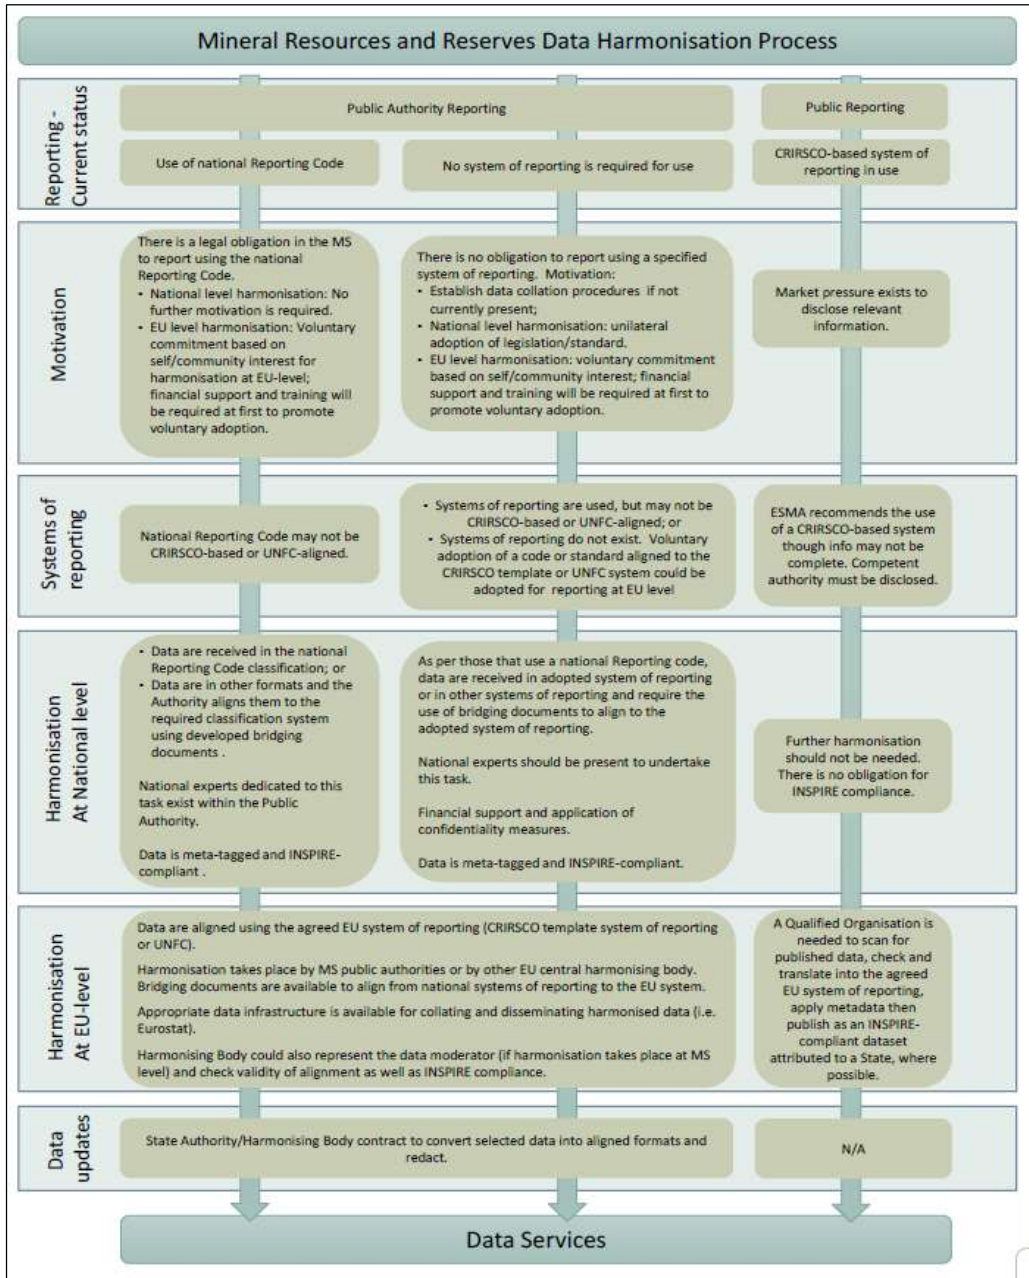 Mineral Resources and Reserves Data Harmonisation Process
Reporting -
Current status
Public Authority Reporting
Public Reporting
Use of national Reporting Code
No system of reporting is required for use
CRIRSCO-based system of
reporting in use
Motivation
There is a legal obligation in the MS
to report using the national
Reporting Code.
• National level harmonisation: No
further motivation is required.
• EU level harmonisation: Voluntary
commitment based on
self/community interest for
harmonisation at EU-level;
financial support and training will
be required at first to promote
voluntary adoption.
There is no obligation to report using a specified
system of reporting. Motivation:
• Establish data collation procedures if not
currently present;
• National level harmonisation: unilateral
adoption of legislation/standard.
• EU level harmonisation: voluntary commitment
based on self/community interest; financial
support and training will be required at first to
promote voluntary adoption.
Market pressure exists to
disclose relevant
information.
Systems of
reporting
National Reporting Code may not be
CRIRSCO-based or UNFC-aligned.
• Systems of reporting are used, but may not be
CRIRSCO-based or UNFC-aligned; or
• Systems of reporting do not exist. Voluntary
adoption of a code or standard aligned to the
CRIRSCO template or UNFC system could be
adopted for reporting at EU level
ESMA recommends the use
of a CRIRSCO-based system
though info may not be
complete. Competent
authority must be disclosed.
Harmonisation
At National level
• Data are received in the national
Reporting Code classification; or
• Data are in other formats and the
Authority aligns them to the
required classification system
using developed bridging
documents .
National experts dedicated to this
task exist within the Public
Authority.
Data is meta-tagged and INSPIRE-
compliant .
As per those that use a national Reporting code,
data are received in adopted system of reporting
or in other systems of reporting and require the
use of bridging documents to align to the
adopted system of reporting.
National experts should be present to undertake
this task.
Financial support and application of
confidentiality measures.
Data is meta-tagged and INSPIRE-compliant.
Further harmonisation
should not be needed.
There is no obligation for
INSPIRE compliance.
Harmonisation
At EU-level
Data are aligned using the agreed EU system of reporting (CRIRSCO template system of reporting
or UNFC).
Harmonisation takes place by MS public authorities or by other EU central harmonising body.
Bridging documents are available to align from national systems of reporting to the EU system.
Appropriate data infrastructure is available for collating and disseminating harmonised data (i.e.
Eurostat).
Harmonising Body could also represent the data moderator (if harmonisation takes place at MS
level) and check validity of alignment as well as INSPIRE compliance.
A Qualified Organisation is
needed to scan for
published data, check and
translate into the agreed
EU system of reporting,
apply metadata then
publish as an INSPIRE-
compliant dataset
attributed to a State, where
possible.
Data
updates
State Authority/Harmonising Body contract to convert selected data into aligned formats and
redact.
N/A
Data Services